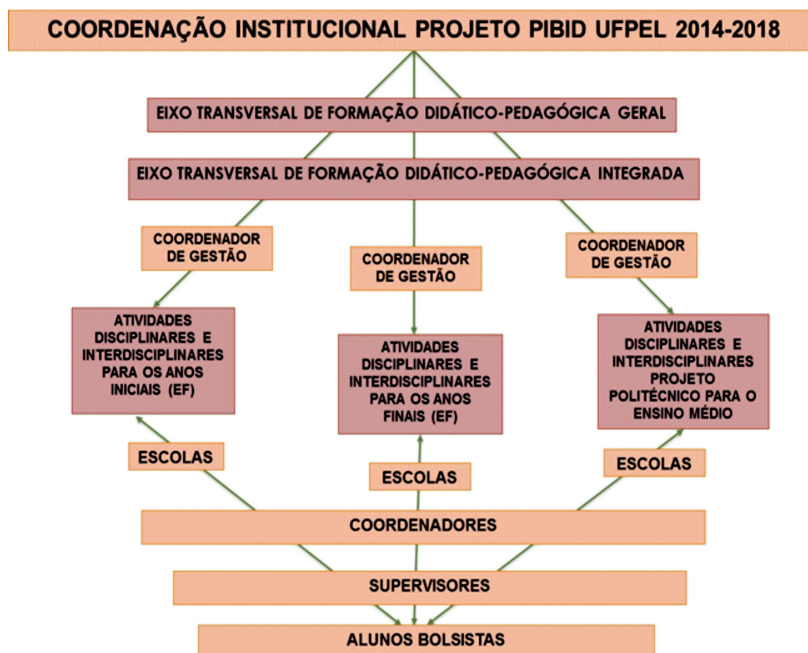 COORDENAÇÃO INSTITUCIONAL PROJETO PIBID UFPEL 2014-2018
EIXO TRANSVERSAL DE FORMAÇÃO DIDÁTICO-PEDAGÓGICA GERAL
EIXO TRANSVERSAL DE FORMAÇÃO DIDÁTICO-PEDAGÓGICA INTEGRADA
COORDENADOR
DE GESTÃO
COORDENADOR
DE GESTÃO
COORDENADOR
DE GESTÃO
ATIVIDADES
DISCIPLINARES E
INTERDISCIPLINARES
PARA OS ANOS
INICIAIS (EF)
ATIVIDADES
DISCIPLINARES E
INTERDISCIPLINARES
PARA OS ANOS
FINAIS (EF)
ATIVIDADES
DISCIPLINARES E
INTERDISCIPLINARES
PROJETO
POLITÉCNICO PARA O
ENSINO MÉDIO
ESCOLAS
ESCOLAS
ESCOLAS
COORDENADORES
SUPERVISORES
ALUNOS BOLSISTAS